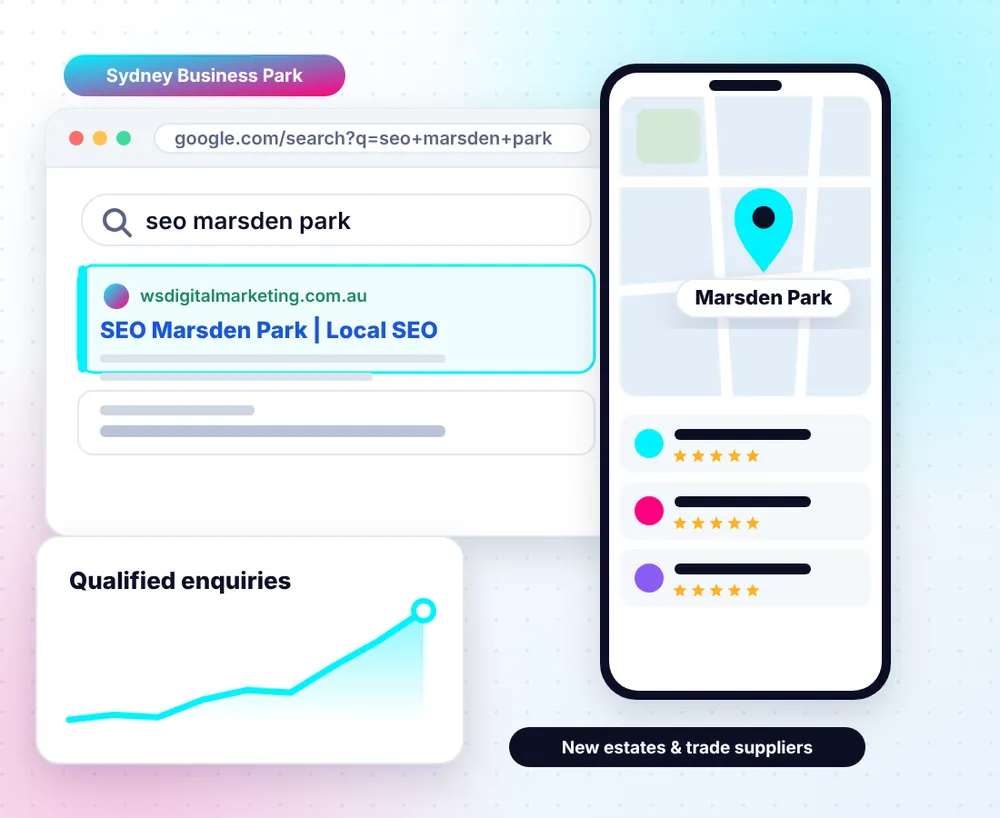 Sydney Business Park
google.com/search?q=seo+marsden+park
seo marsden park
wsdigitalmarketing.com.au
SEO Marsden Park | Local SEO
Marsden Park
Qualified enquiries
New estates & trade suppliers